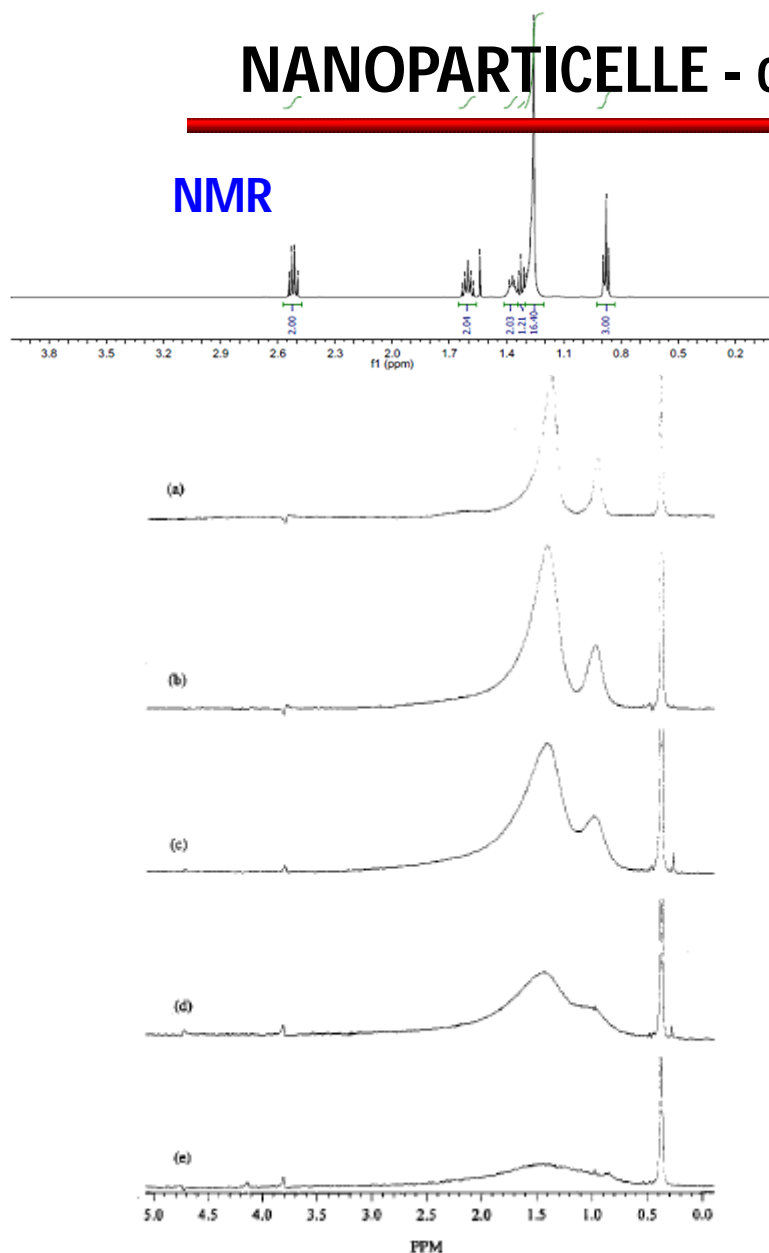 NANOPARTICELLE - c
NMR
2.00 2.04 2.03 1.21 16.40 3.00
3.8 3.5 3.2 2.9 2.6 2.3 2.0 1.7 1.4 1.1 0.8 0.5 0.2
f1 (ppm)
(a)
(b)
(c)
(d)
(e)
5.0 4.5 4.0 3.5 3.0 2.5 2.0 1.5 1.0 0.5 0.0
PPM